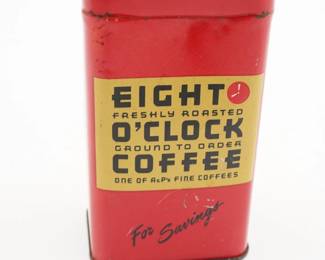 EIGHT
FRESHLY ROASTED
O'CLOCK
GROUND TO ORDER
COFFEE
ONE OF A&P's FINE COFFEES
For Savings